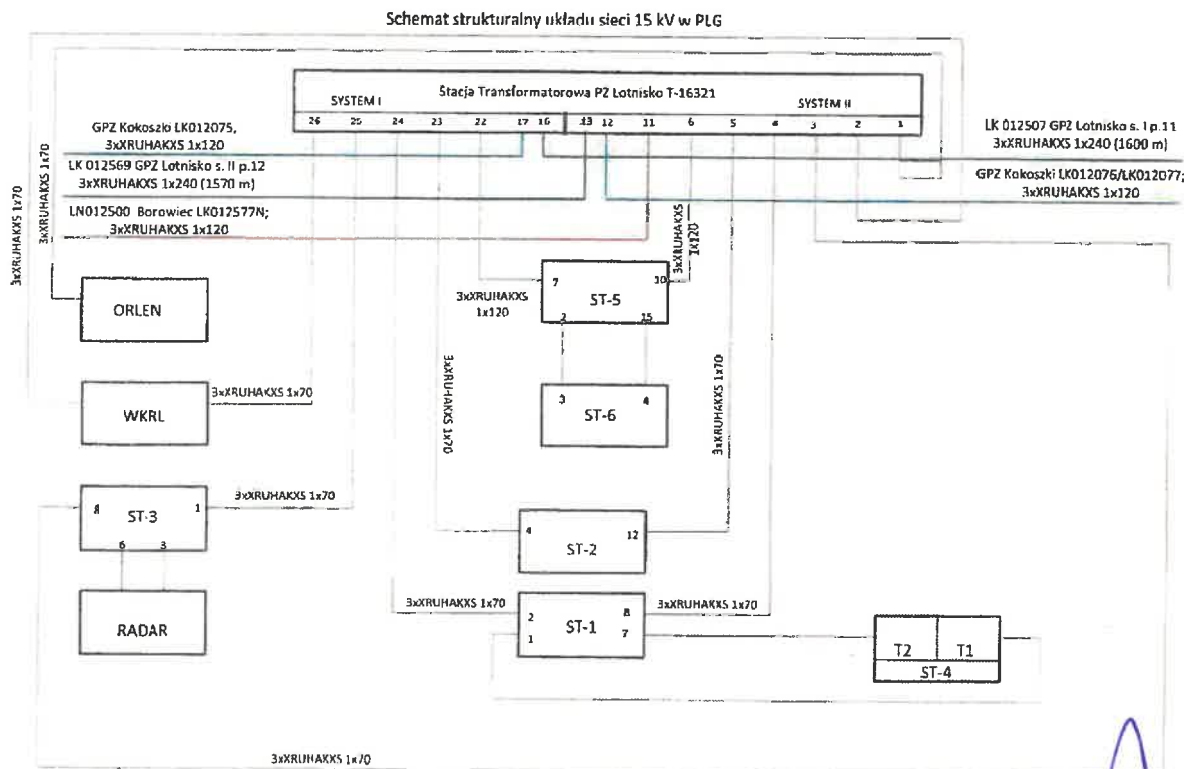 Schemat strukturalny układu sieci 15 kV w PLG
Stacja Transformatorowa PZ Lotnisko T-16321
SYSTEM I
SYSTEM II
26 25 24 23 22 17 16 13 12 11 6 5 4 3 2 1
GPZ Kokoszki LK012075,
3xXRUHAKXS 1x120
LK 012569 GPZ Lotnisko s. II p.12
3xXRUHAKXS 1x240 (1570 m)
LN012500 Borowiec LK012577N;
3xXRUHAKXS 1x120
LK 012507 GPZ Lotnisko s. I p.11
3xXRUHAKXS 1x240 (1600 m)
GPZ Kokoszki LK012076/LK012077;
3xXRUHAKXS 1x120
3xXRUHAKXS 1x70
3xXRUHAKXS 1x70
3xXRUHAKXS
1x120
7
10
ST-5
2
15
3xXRUHAKXS
1x120
ORLEN
3
4
ST-6
3xXRUHAKXS 1x70
WKRL
3xXRUHAKXS 1x70
3xXRUHAKXS 1x70
3xXRUHAKXS 1x70
8
1
ST-3
6
3
4
12
ST-2
RADAR
3xXRUHAKXS 1x70
3xXRUHAKXS 1x70
2
8
ST-1
1
7
T2
T1
ST-4
3xXRUHAKXS 1x70